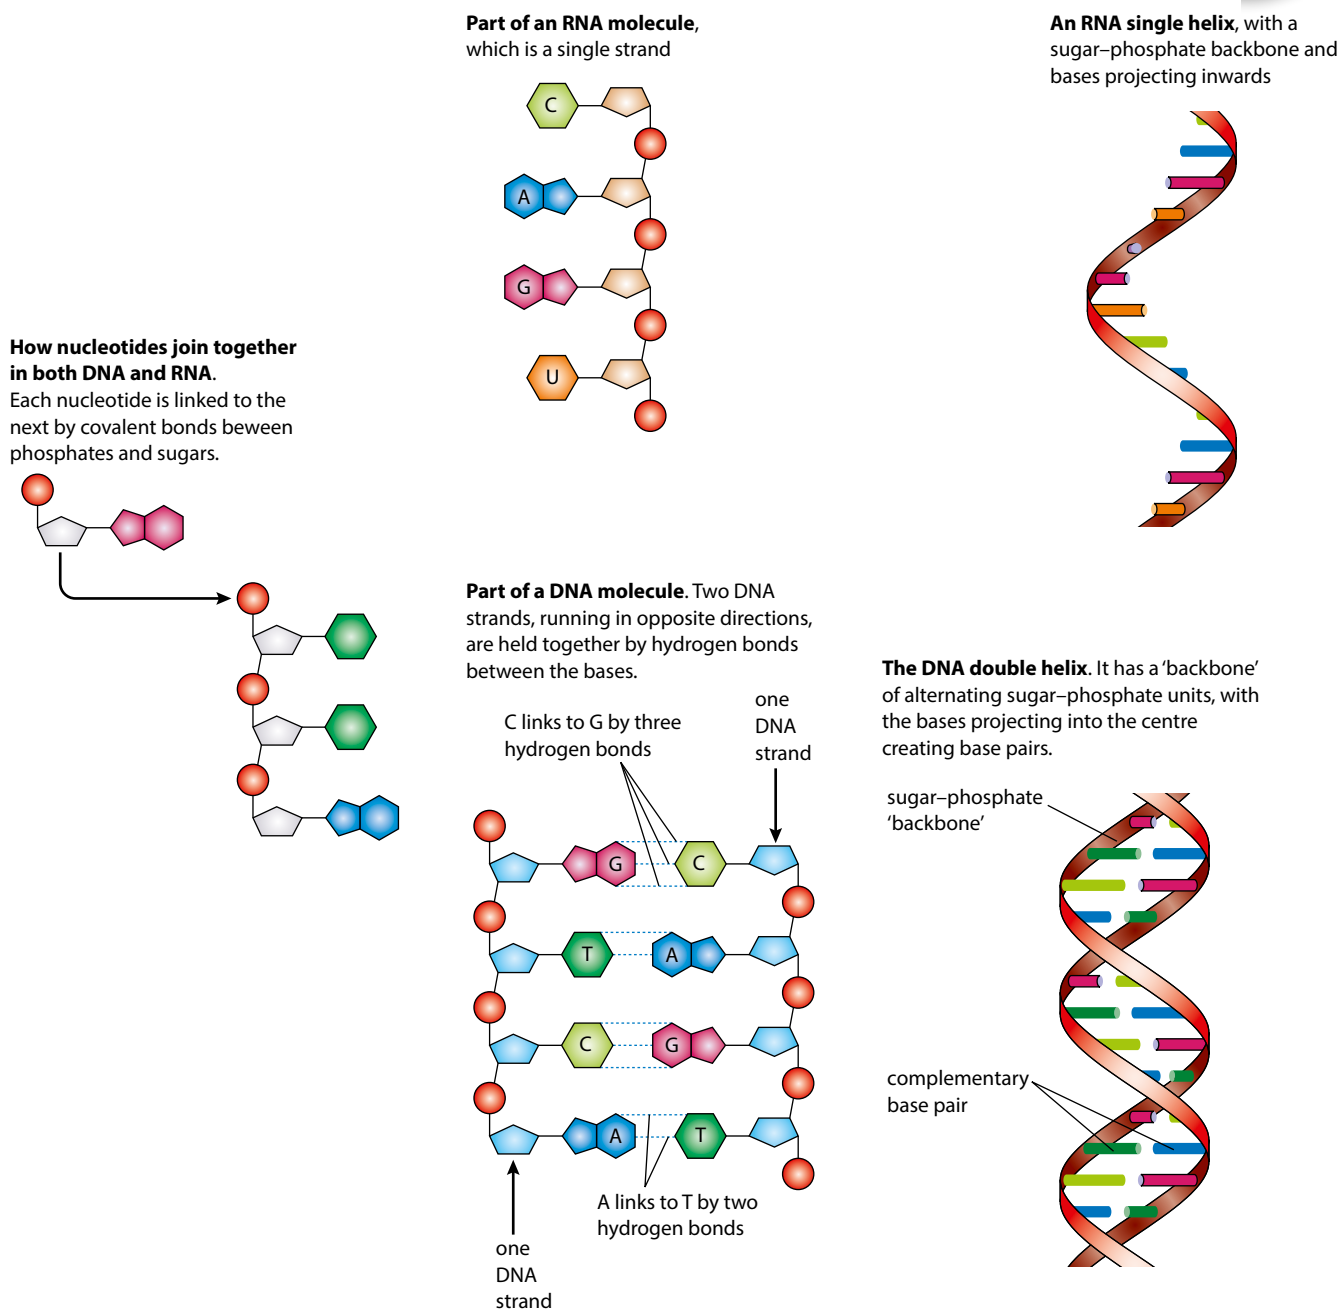 Part of an RNA molecule,
which is a single strand
C
A
G
U
An RNA single helix, with a
sugar–phosphate backbone and
bases projecting inwards
How nucleotides join together
in both DNA and RNA.
Each nucleotide is linked to the
next by covalent bonds beween
phosphates and sugars.
Part of a DNA molecule. Two DNA
strands, running in opposite directions,
are held together by hydrogen bonds
between the bases.
C links to G by three
hydrogen bonds
one
DNA
strand
G C
T A
C G
A T
A links to T by two
hydrogen bonds
one
DNA
strand
The DNA double helix. It has a ‘backbone’
of alternating sugar–phosphate units, with
the bases projecting into the centre
creating base pairs.
sugar–phosphate
‘backbone’
complementary
base pair